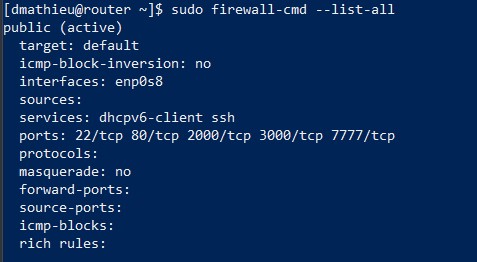 [dmathieu@router ~]$ sudo firewall-cmd --list-all
public (active)
  target: default
  icmp-block-inversion: no
  interfaces: enp0s8
  sources:
  services: dhcpv6-client ssh
  ports: 22/tcp 80/tcp 2000/tcp 3000/tcp 7777/tcp
  protocols:
  masquerade: no
  forward-ports:
  source-ports:
  icmp-blocks:
  rich rules: